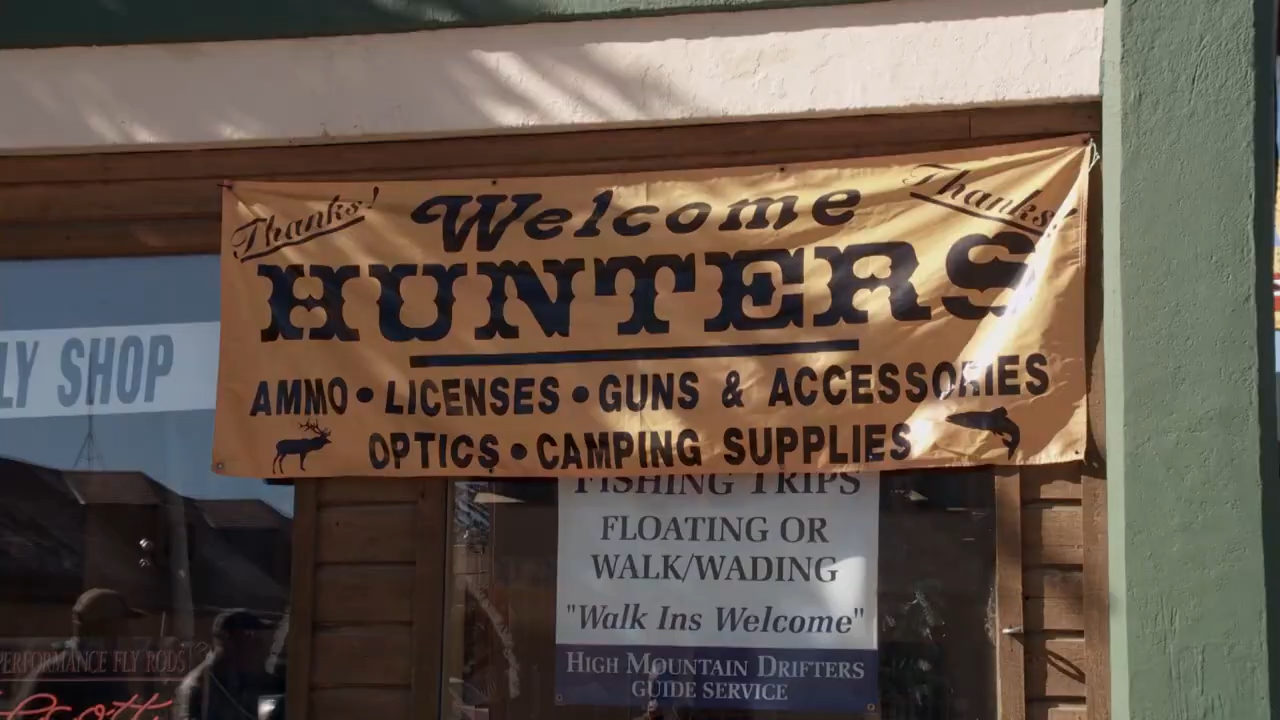 Thanks!
Welcome
Thanks!
HUNTERS
AMMO • LICENSES • GUNS & ACCESSORIES
OPTICS • CAMPING SUPPLIES
LY SHOP
FISHING TRIPS
FLOATING OR
WALK/WADING
"Walk Ins Welcome"
HIGH MOUNTAIN DRIFTERS
GUIDE SERVICE
PERFORMANCE FLY RODS
Scott